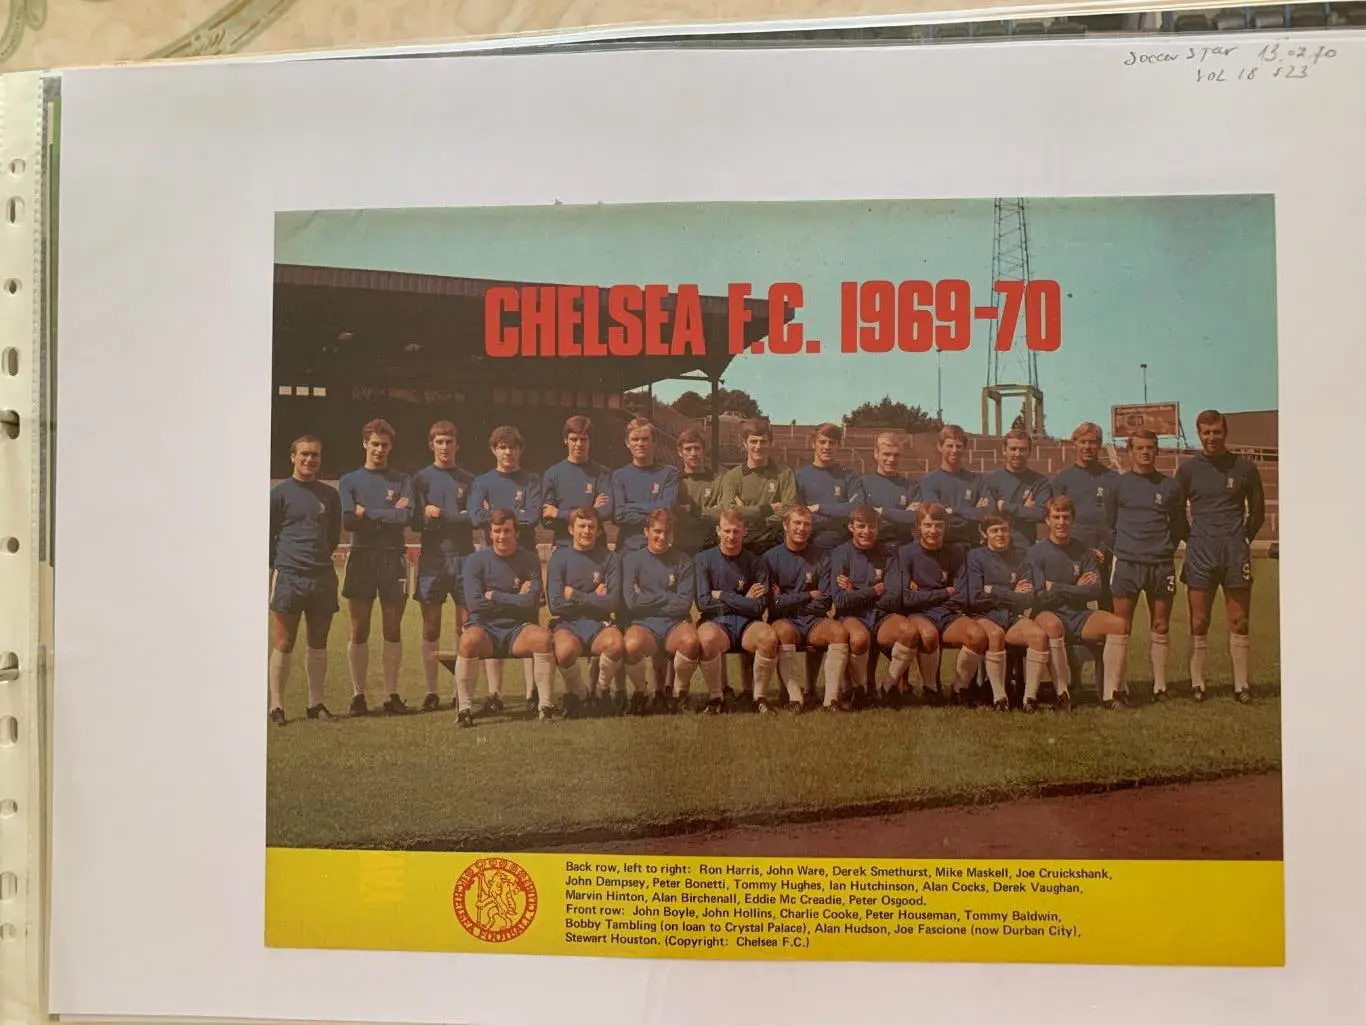 Soccer Star 13.02.70
VOL 18 523
CHELSEA F.C. 1969-70
CHELSEA FOOTBALL CLUB
Back row, left to right: Ron Harris, John Ware, Derek Smethurst, Mike Maskell, Joe Cruickshank,
John Dempsey, Peter Bonetti, Tommy Hughes, Ian Hutchinson, Alan Cocks, Derek Vaughan,
Marvin Hinton, Alan Birchenall, Eddie Mc Creadie, Peter Osgood.
Front row: John Boyle, John Hollins, Charlie Cooke, Peter Houseman, Tommy Baldwin,
Bobby Tambling (on loan to Crystal Palace), Alan Hudson, Joe Fascione (now Durban City),
Stewart Houston. (Copyright: Chelsea F.C.)